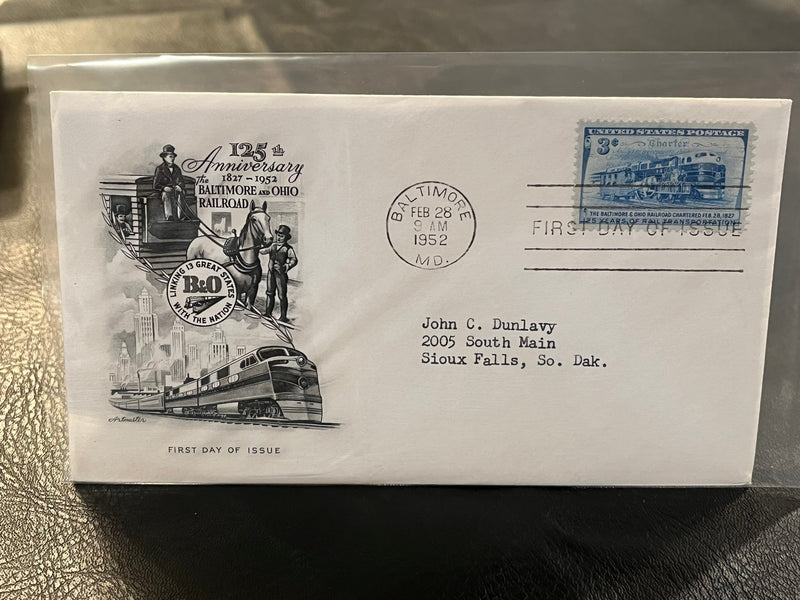 125th
Anniversary
The 1827-1952
BALTIMORE AND OHIO
RAILROAD
LINKING 13 GREAT STATES
B&O
WITH THE NATION
Artmaster
FIRST DAY OF ISSUE
BALTIMORE
FEB 28
9 AM
1952
MD.
UNITED STATES POSTAGE
3¢
Charter
THE BALTIMORE & OHIO RAILROAD CHARTERED FEB. 28, 1827
125 YEARS OF RAIL TRANSPORTATION
FIRST DAY OF ISSUE
John C. Dunlavy
2005 South Main
Sioux Falls, So. Dak.